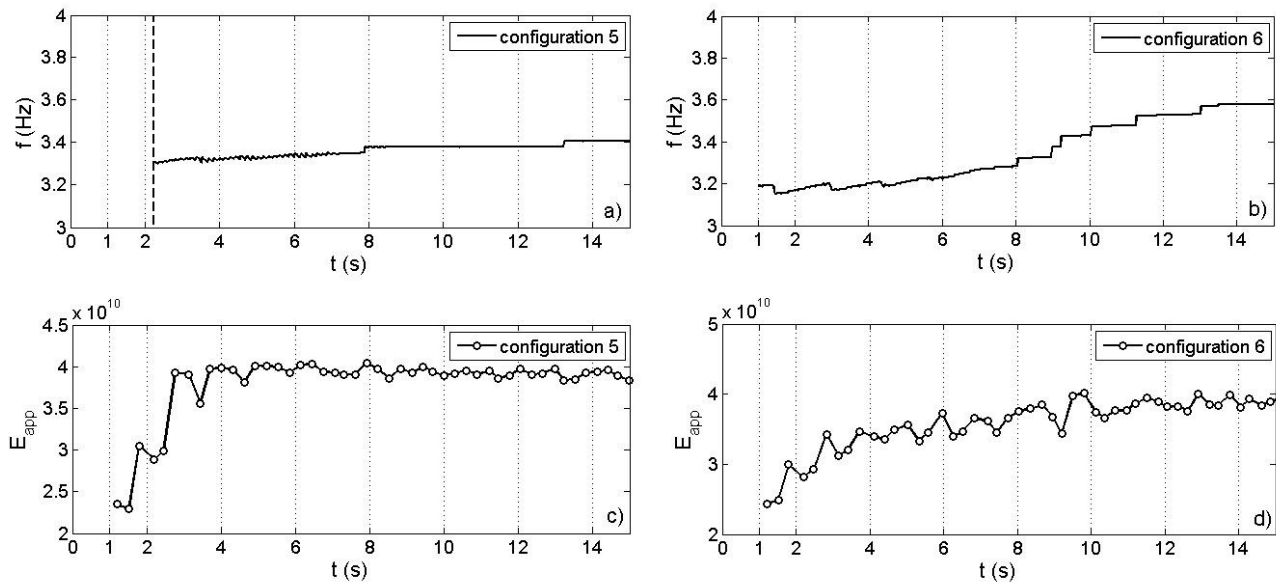 4
3.8
3.6
3.4
3.2
3
f (Hz)
0 2 4 6 8 10 12 14
t (s)
configuration 5
a)
4
3.8
3.6
3.4
3.2
3
f (Hz)
0 1 2 4 6 8 10 12 14
t (s)
configuration 6
b)
x 10^10
4.5
4
3.5
3
2.5
2
E_app
0 2 4 6 8 10 12 14
t (s)
configuration 5
c)
x 10^10
5
4
3
2
E_app
0 1 2 4 6 8 10 12 14
t (s)
configuration 6
d)